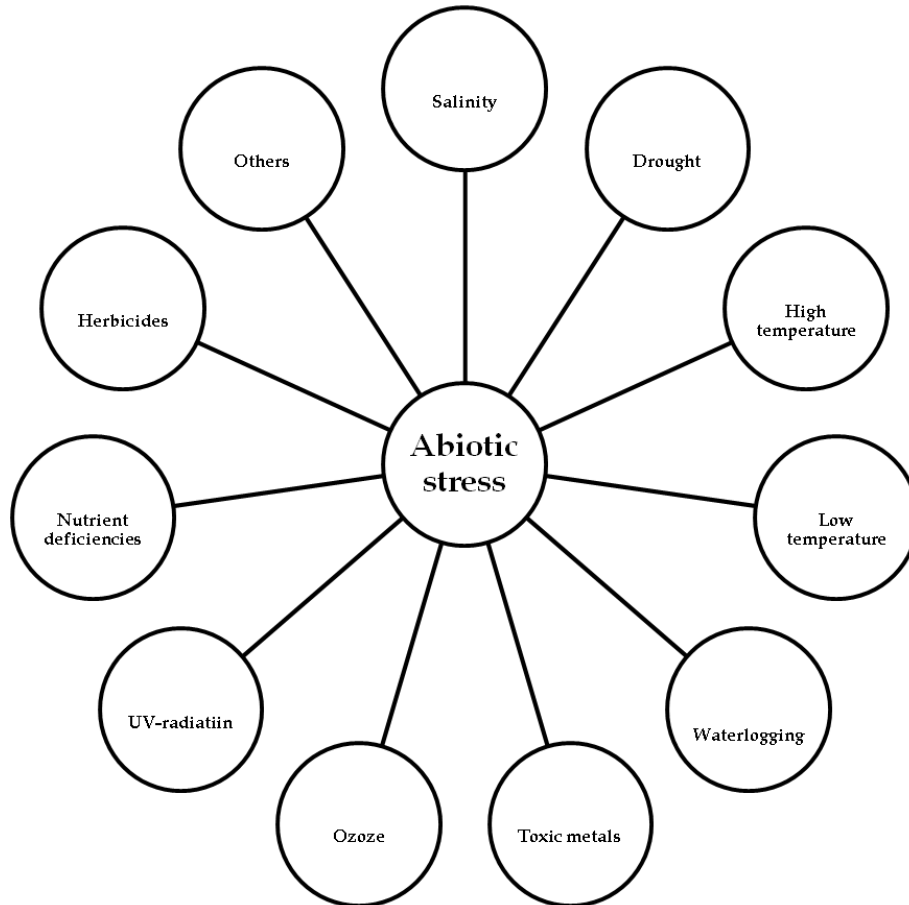 Salinity
Others
Drought
Herbicides
High
temperature
Abiotic
stress
Nutrient
deficiencies
Low
temperature
UV-radiatiin
Waterlogging
Ozoze
Toxic metals